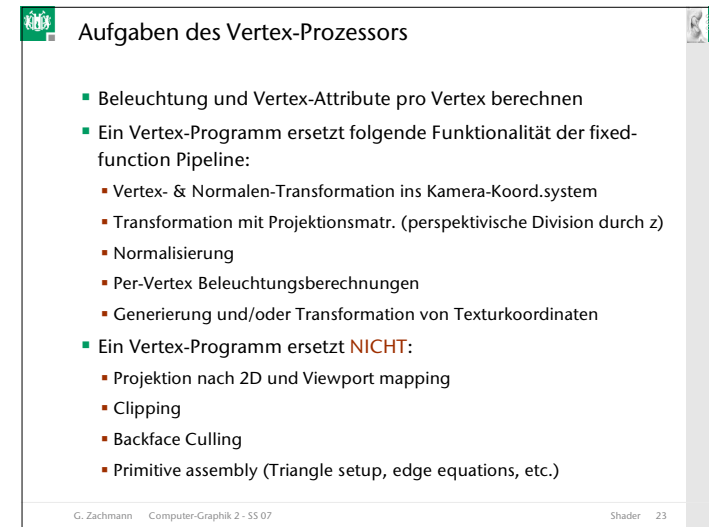 Aufgaben des Vertex-Prozessors
▪ Beleuchtung und Vertex-Attribute pro Vertex berechnen
▪ Ein Vertex-Programm ersetzt folgende Funktionalität der fixed-
function Pipeline:
▪ Vertex- & Normalen-Transformation ins Kamera-Koord.system
▪ Transformation mit Projektionsmatr. (perspektivische Division durch z)
▪ Normalisierung
▪ Per-Vertex Beleuchtungsberechnungen
▪ Generierung und/oder Transformation von Texturkoordinaten
▪ Ein Vertex-Programm ersetzt NICHT:
▪ Projektion nach 2D und Viewport mapping
▪ Clipping
▪ Backface Culling
▪ Primitive assembly (Triangle setup, edge equations, etc.)
G. Zachmann Computer-Graphik 2 - SS 07 Shader 23